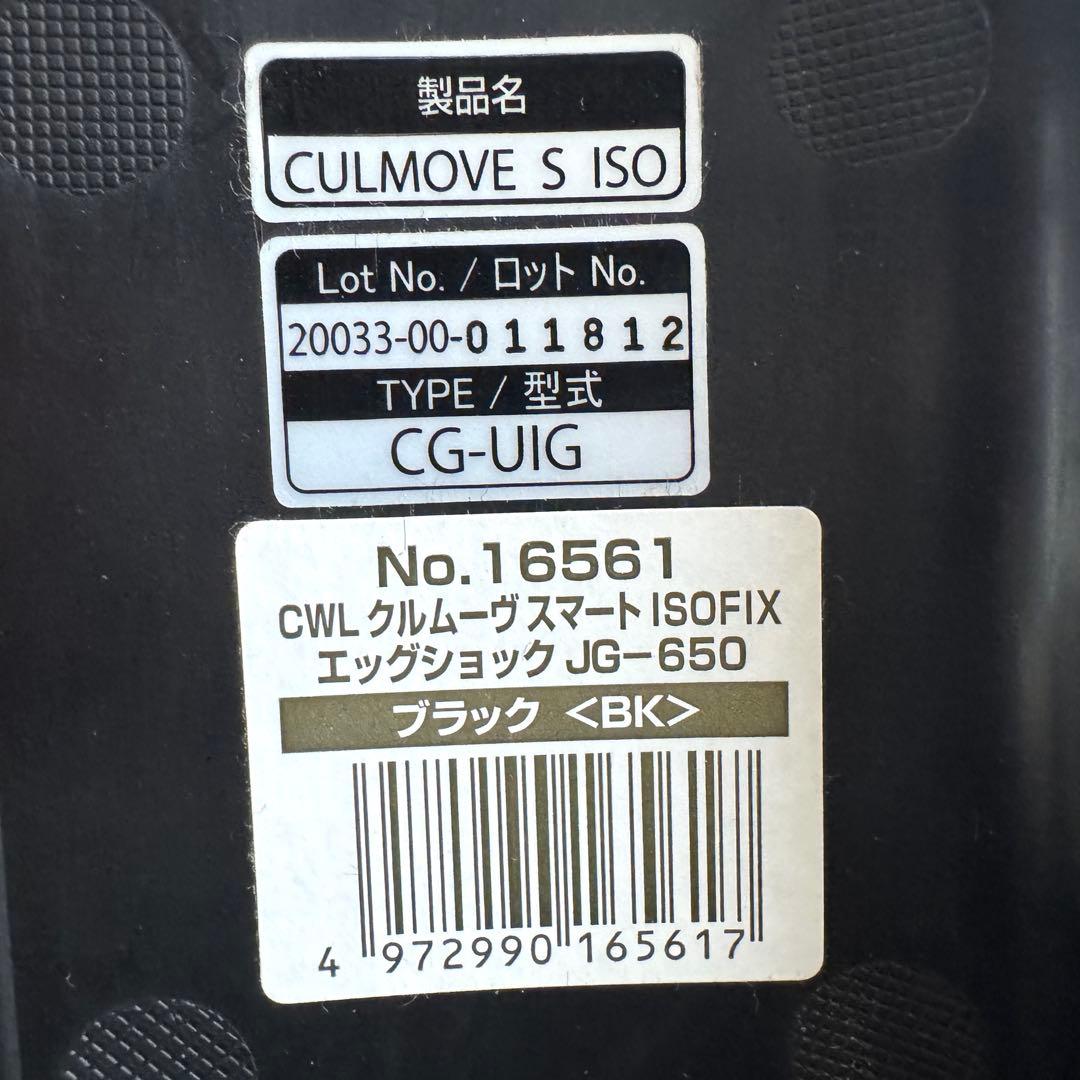 製品名
CULMOVE S ISO
Lot No. / ロット No.
20033-00-011812
TYPE / 型式
CG-UIG
No.16561
CWL クルムーヴ スマート ISOFIX
エッグショック JG-650
ブラック <BK>
4 972990 165617